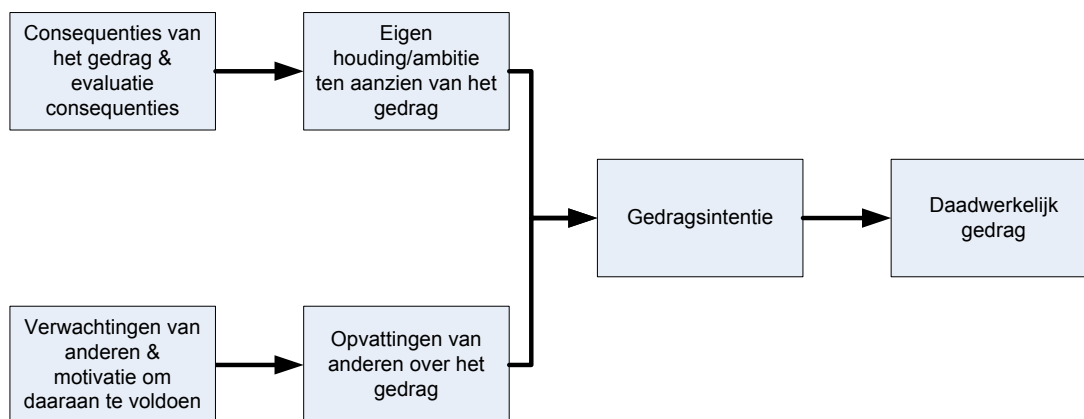 Consequenties van
het gedrag &
evaluatie
consequenties
Eigen
houding/ambitie
ten aanzien van het
gedrag
Gedragsintentie
Daadwerkelijk
gedrag
Verwachtingen van
anderen &
motivatie om
daaraan te voldoen
Opvattingen van
anderen over het
gedrag